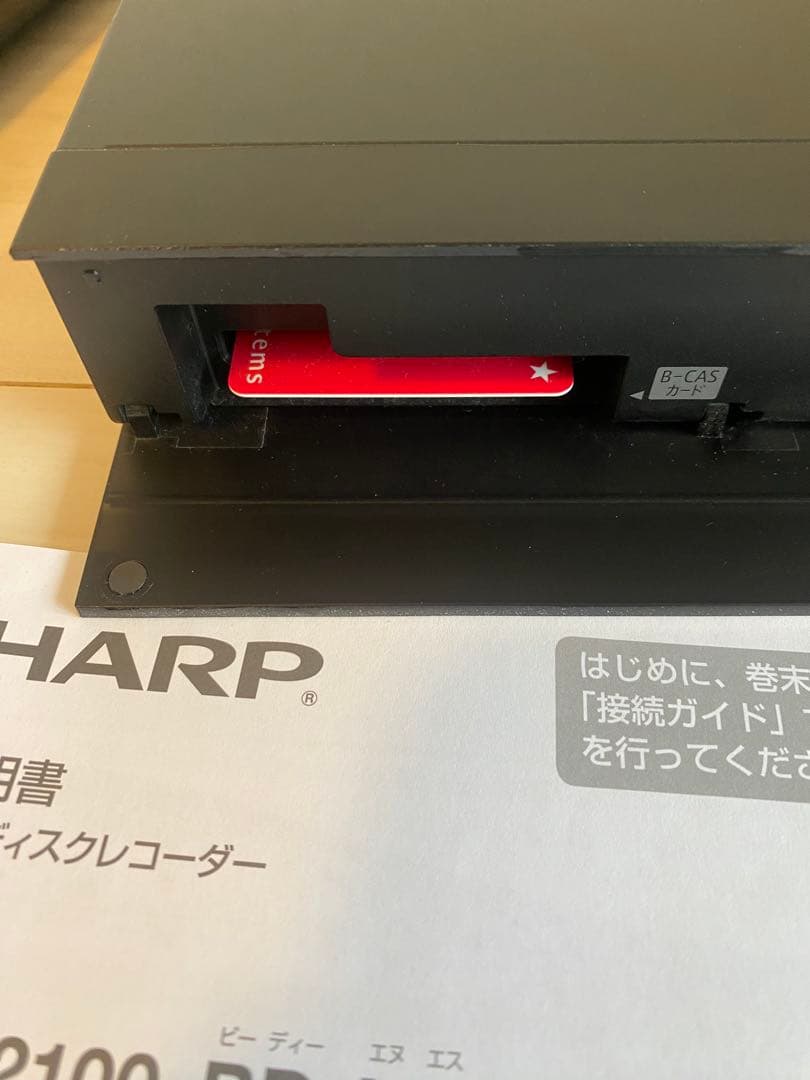 tems
B-CAS
カード
HARP®
はじめに、巻末
「接続ガイド」
を行ってくださ
明書
ディスクレコーダー
ビー ディー エヌ エス
2100